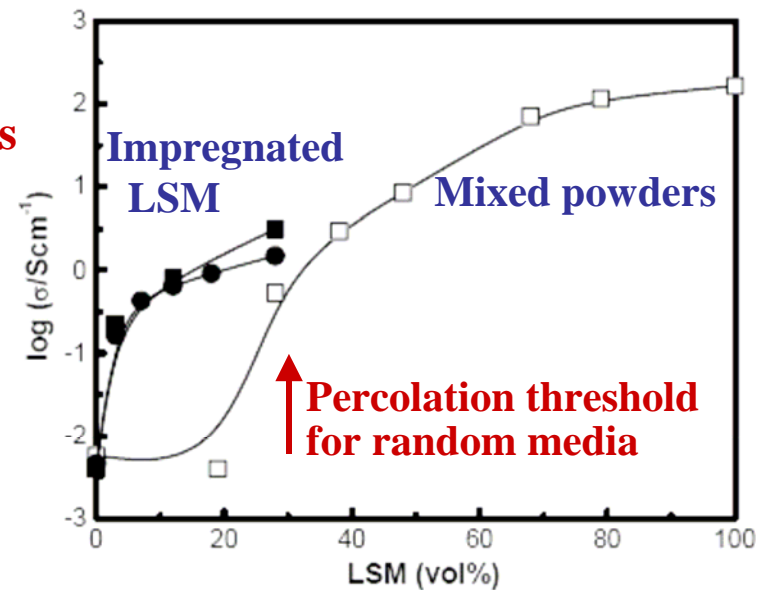 3
2
1
0
-1
-2
-3
log (σ/Scm⁻¹)
s
Impregnated
LSM
Mixed powders
Percolation threshold
for random media
0 20 40 60 80 100
LSM (vol%)